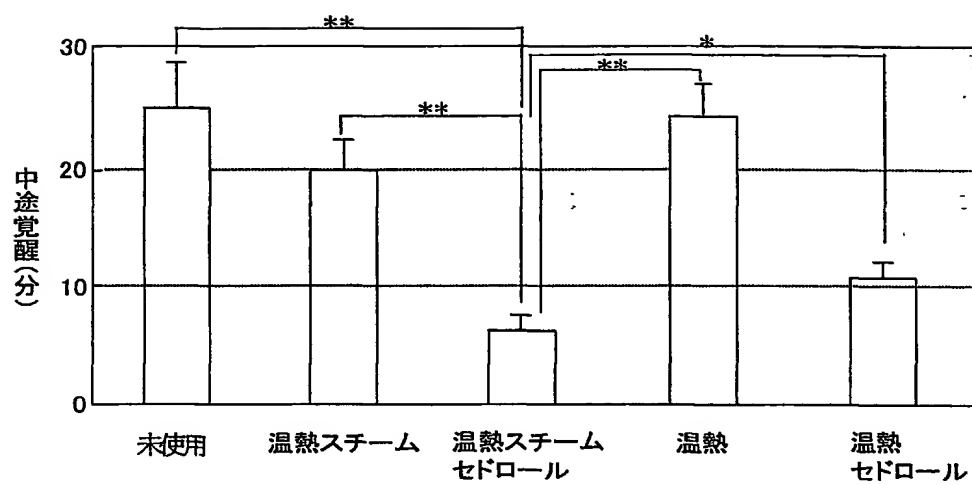 **
30
*
**
**
20
中途覚醒(分)
10
0
未使用
温熱スチーム
温熱スチーム
セドロール
温熱
温熱
セドロール